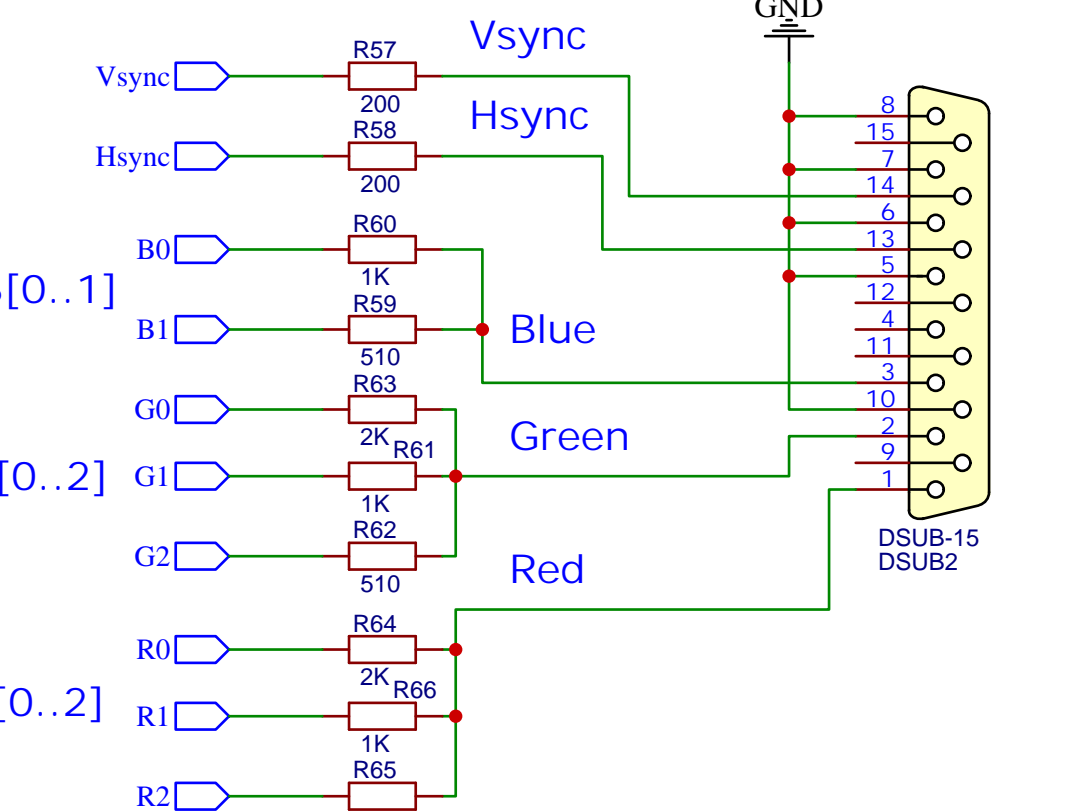 GND
Vsync
R57
Vsync
200
Hsync
R58
Hsync
200
R60
B0
1K
[0..1]
R59
B1
510
Blue
R63
G0
2K
R61
Green
[0..2]
G1
1K
R62
G2
510
Red
R64
R0
2K
R66
[0..2]
R1
1K
R65
R2
8
15
7
14
6
13
5
12
4
11
3
10
2
9
1
DSUB-15
DSUB2